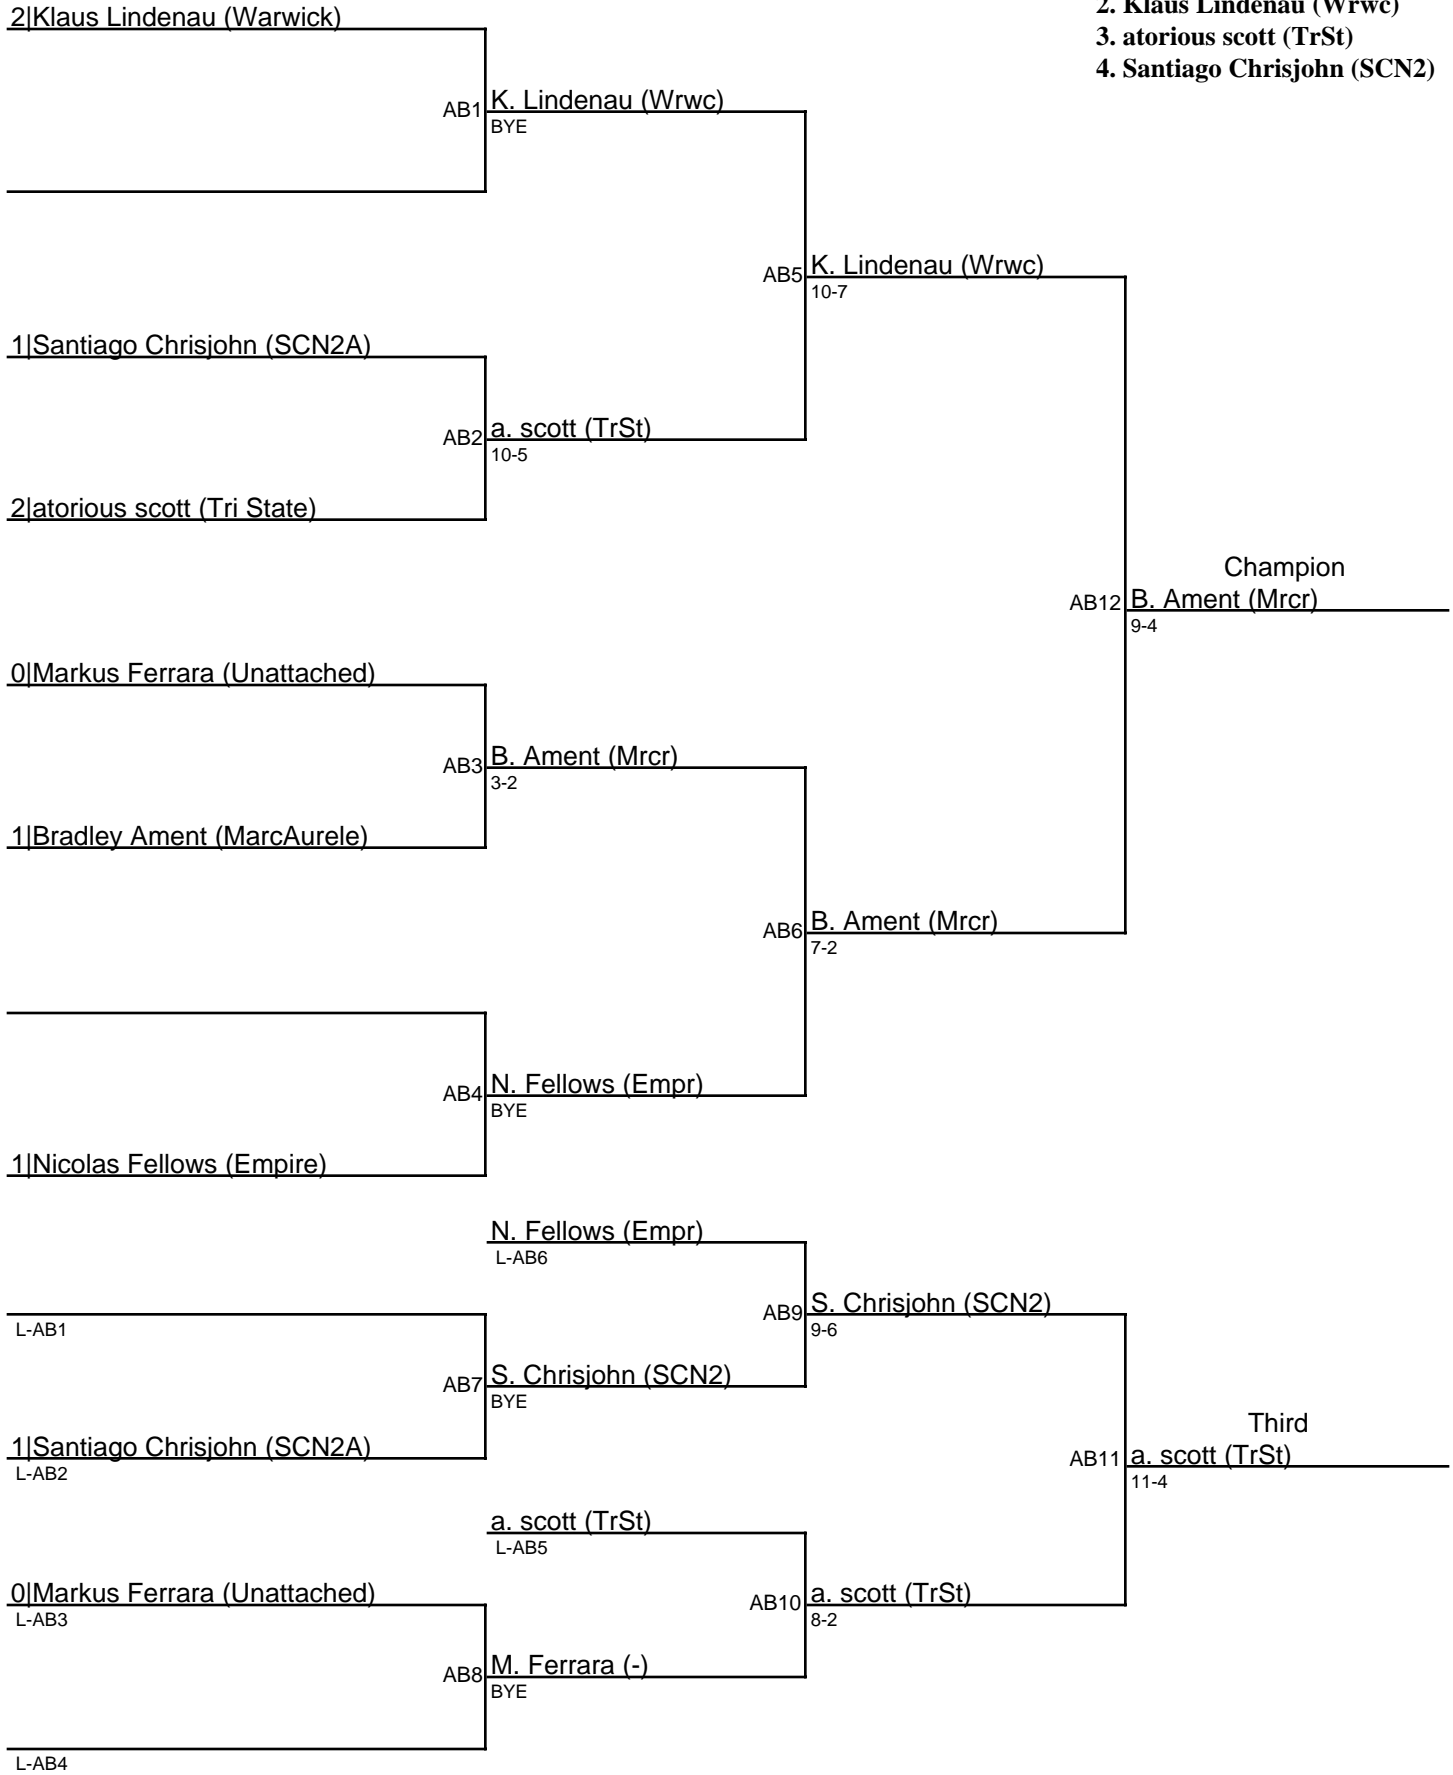 2|Klaus Lindenau (Warwick)
2. Klaus Lindenau (Wrwc)
3. atorious scott (TrSt)
4. Santiago Chrisjohn (SCN2)
AB1 K. Lindenau (Wrwc)
BYE
AB5 K. Lindenau (Wrwc)
10-7
1|Santiago Chrisjohn (SCN2A)
AB2 a. scott (TrSt)
10-5
2|atorious scott (Tri State)
Champion
AB12 B. Ament (Mrcr)
9-4
0|Markus Ferrara (Unattached)
AB3 B. Ament (Mrcr)
3-2
1|Bradley Ament (MarcAurele)
AB6 B. Ament (Mrcr)
7-2
AB4 N. Fellows (Empr)
BYE
1|Nicolas Fellows (Empire)
N. Fellows (Empr)
L-AB6
AB9 S. Chrisjohn (SCN2)
9-6
L-AB1
AB7 S. Chrisjohn (SCN2)
BYE
1|Santiago Chrisjohn (SCN2A)
L-AB2
Third
AB11 a. scott (TrSt)
11-4
a. scott (TrSt)
L-AB5
0|Markus Ferrara (Unattached)
L-AB3
AB10 a. scott (TrSt)
8-2
AB8 M. Ferrara (-)
BYE
L-AB4